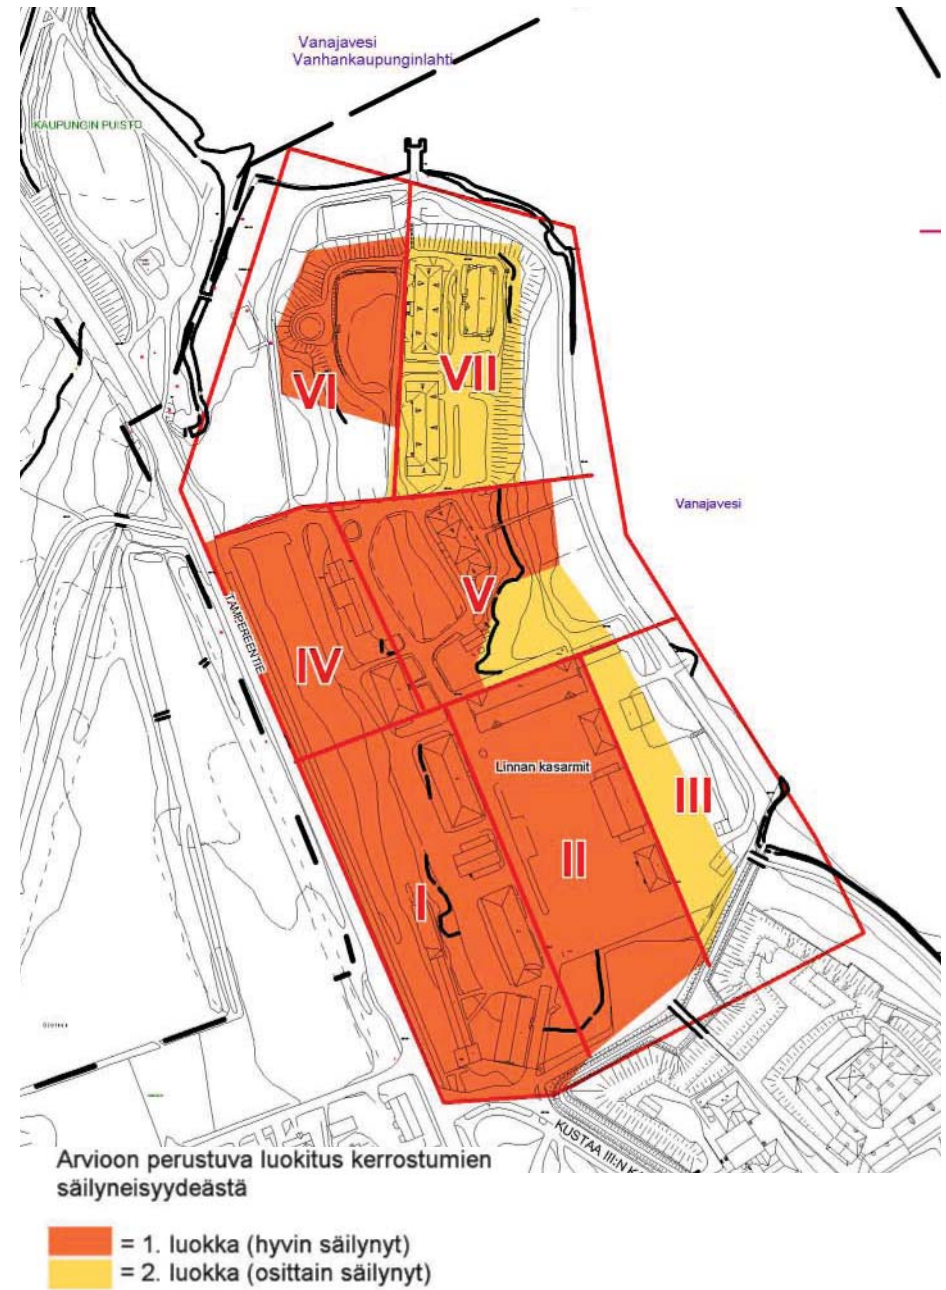 Vanajavesi
Vanhankaupunginlahti
KAUPUNGIN PUISTO
VI
VII
Vanajavesi
V
TAMPEREENTIE
IV
Linnan kasarmit
III
II
I
KUSTAA III:N K
Arvioon perustuva luokitus kerrostumien
säilyneisyydeästä
= 1. luokka (hyvin säilynyt)
= 2. luokka (osittain säilynyt)